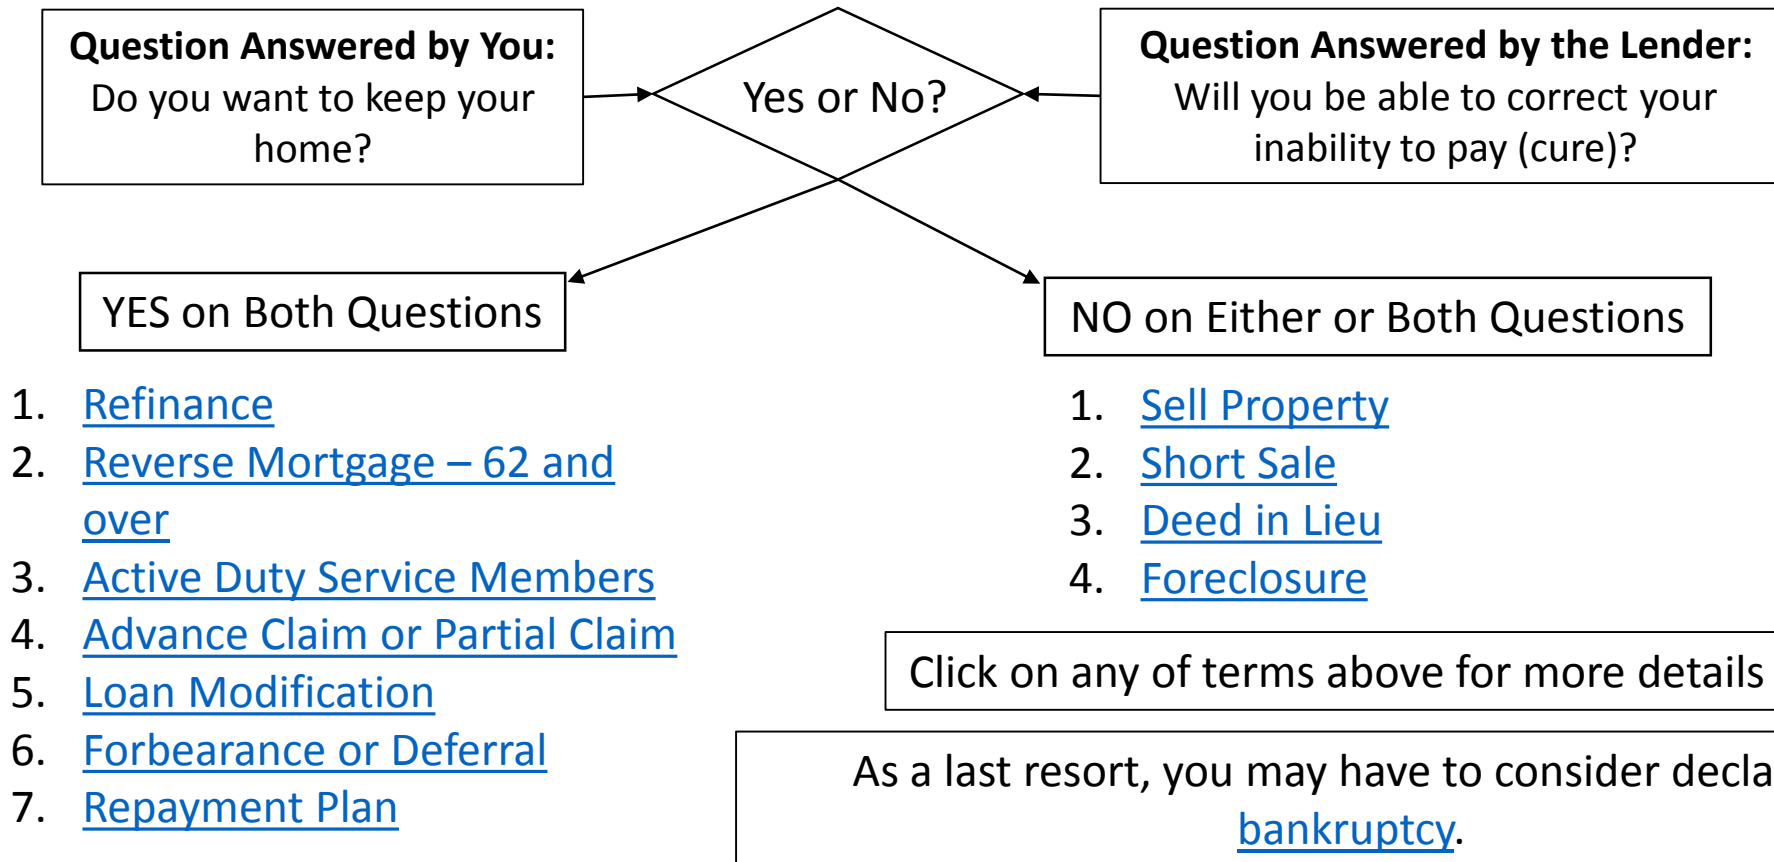 Question Answered by You:
Do you want to keep your
home?
Yes or No?
Question Answered by the Lender:
Will you be able to correct your
inability to pay (cure)?
YES on Both Questions
1. Refinance
2. Reverse Mortgage – 62 and
over
3. Active Duty Service Members
4. Advance Claim or Partial Claim
5. Loan Modification
6. Forbearance or Deferral
7. Repayment Plan
NO on Either or Both Questions
1. Sell Property
2. Short Sale
3. Deed in Lieu
4. Foreclosure
Click on any of terms above for more details
As a last resort, you may have to consider
bankruptcy.